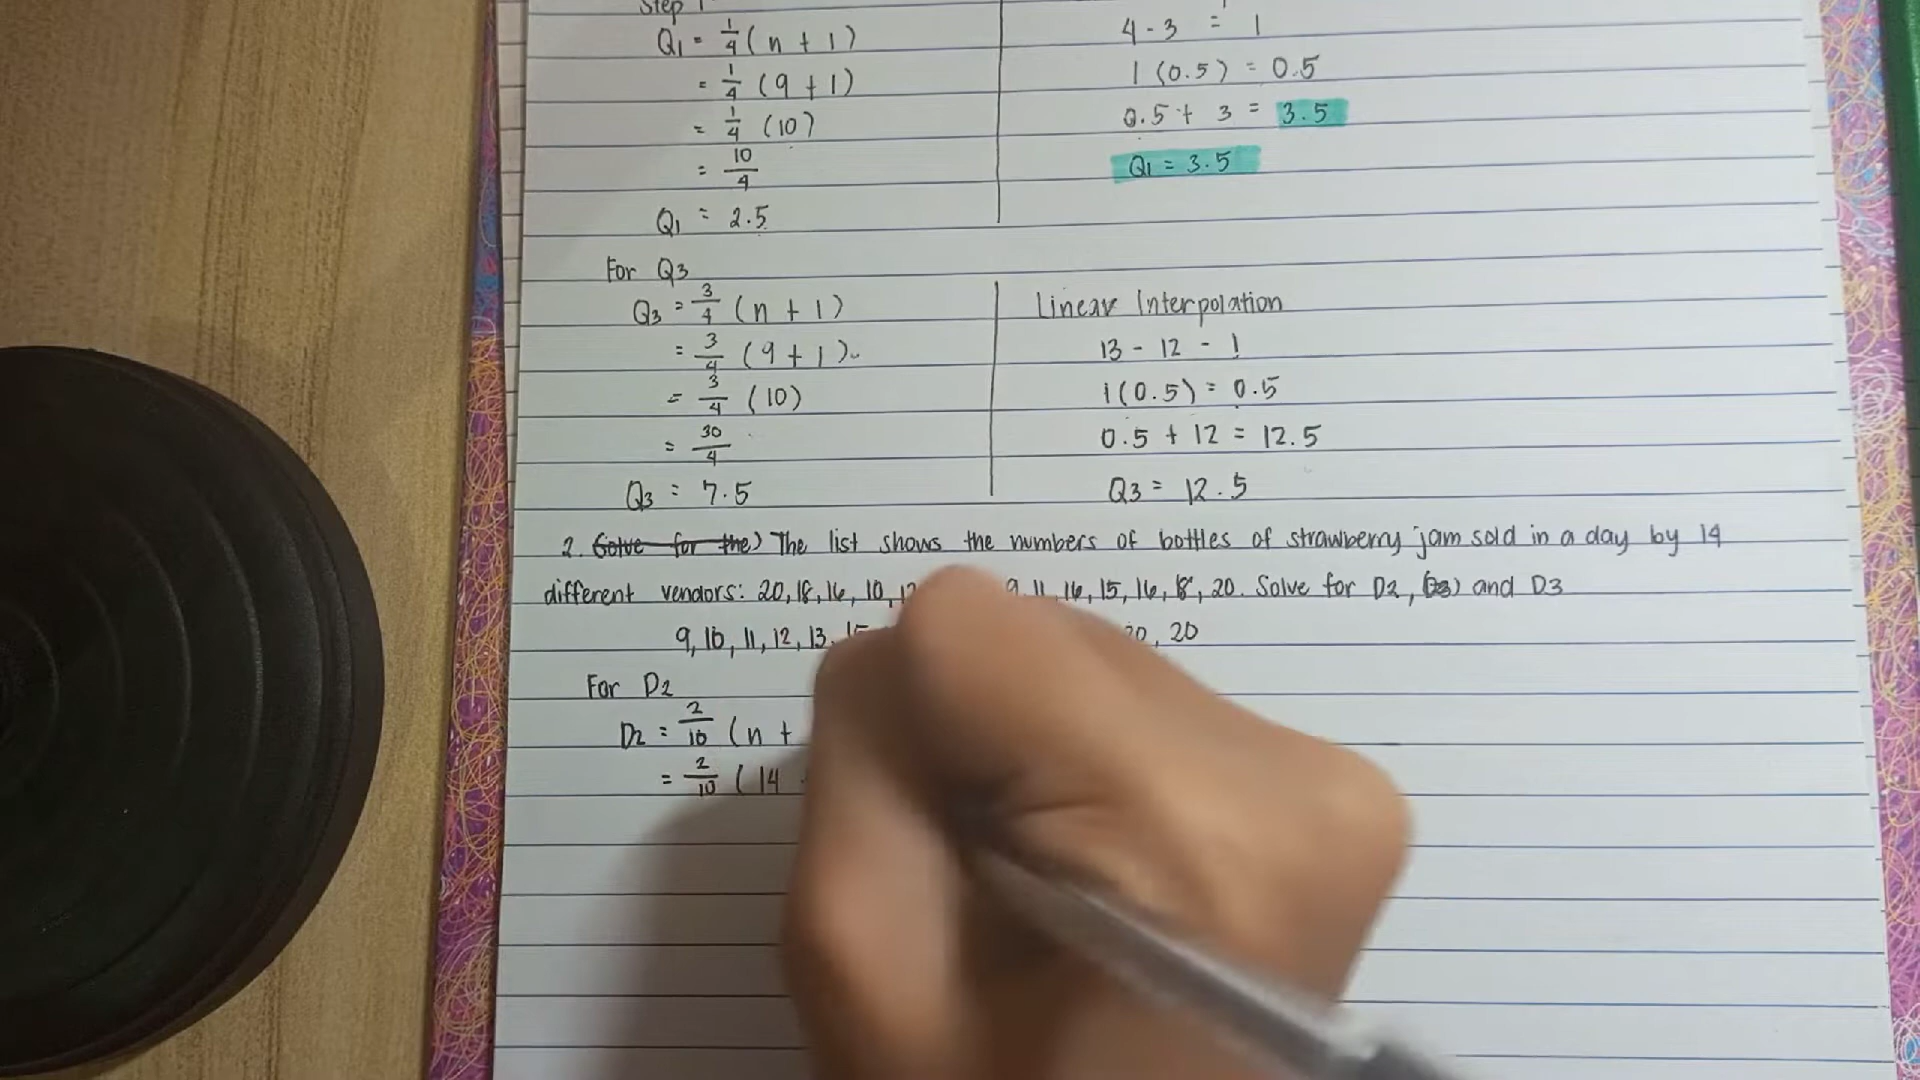 Step 1
Q1 = 1/4 (n + 1)
= 1/4 (9 + 1)
= 1/4 (10)
= 10/4
Q1 = 2.5
4 - 3 = 1
1 (0.5) = 0.5
0.5 + 3 = 3.5
Q1 = 3.5
For Q3
Q3 = 3/4 (n + 1)
= 3/4 (9 + 1)
= 3/4 (10)
= 30/4
Q3 = 7.5
Linear Interpolation
13 - 12 - 1
1(0.5) = 0.5
0.5 + 12 = 12.5
Q3 = 12.5
2. Solve for the) The list shows the numbers of bottles of strawberry jam sold in a day by 14
different vendors: 20, 18, 16, 10, 9, 11, 16, 15, 16, 18, 20. Solve for D2, and D3
9, 10, 11, 12, 13, 15 20, 20
For D2
D2 = 2/10 (n +
= 2/10 (14